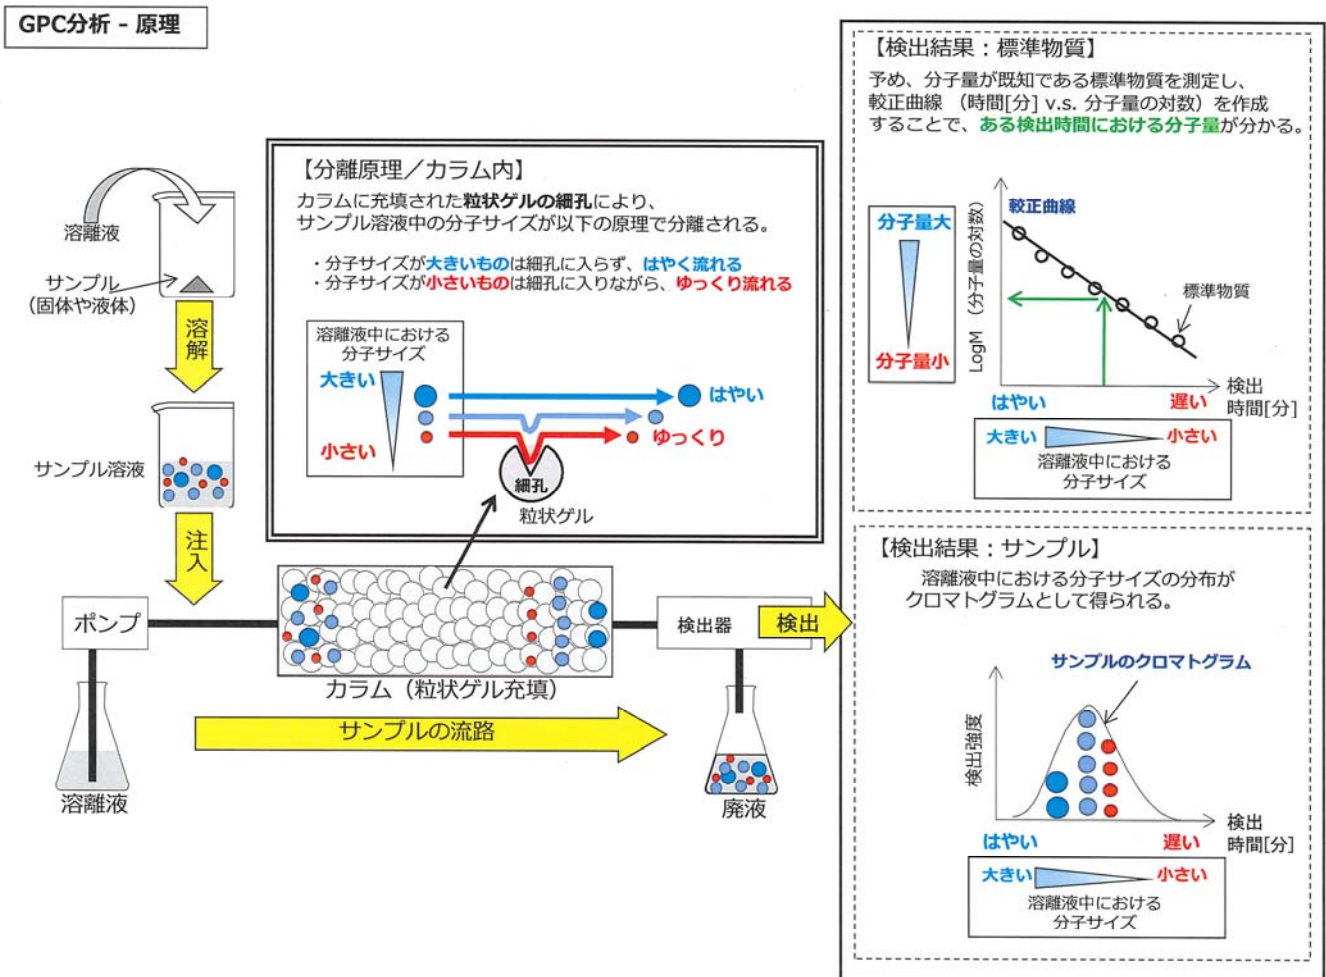 GPC分析 - 原理
溶離液
サンプル
(固体や液体)
溶解
サンプル溶液
注入
ポンプ
溶離液
【分離原理／カラム内】
カラムに充填された粒状ゲルの細孔により、
サンプル溶液中の分子サイズが以下の原理で分離される。
・分子サイズが大きいものは細孔に入らず、はやく流れる
・分子サイズが小さいものは細孔に入りながら、ゆっくり流れる
溶離液中における
分子サイズ
大きい
小さい
はやい
ゆっくり
細孔
粒状ゲル
カラム（粒状ゲル充填）
サンプルの流路
検出器
検出
廃液
【検出結果：標準物質】
予め、分子量が既知である標準物質を測定し、
較正曲線 （時間[分] v.s. 分子量の対数）を作成
することで、ある検出時間における分子量が分かる。
分子量大
分子量小
LogM （分子量の対数）
較正曲線
標準物質
検出
時間[分]
はやい
遅い
大きい
小さい
溶離液中における
分子サイズ
【検出結果：サンプル】
溶離液中における分子サイズの分布が
クロマトグラムとして得られる。
サンプルのクロマトグラム
検出強度
検出
時間[分]
はやい
遅い
大きい
小さい
溶離液中における
分子サイズ